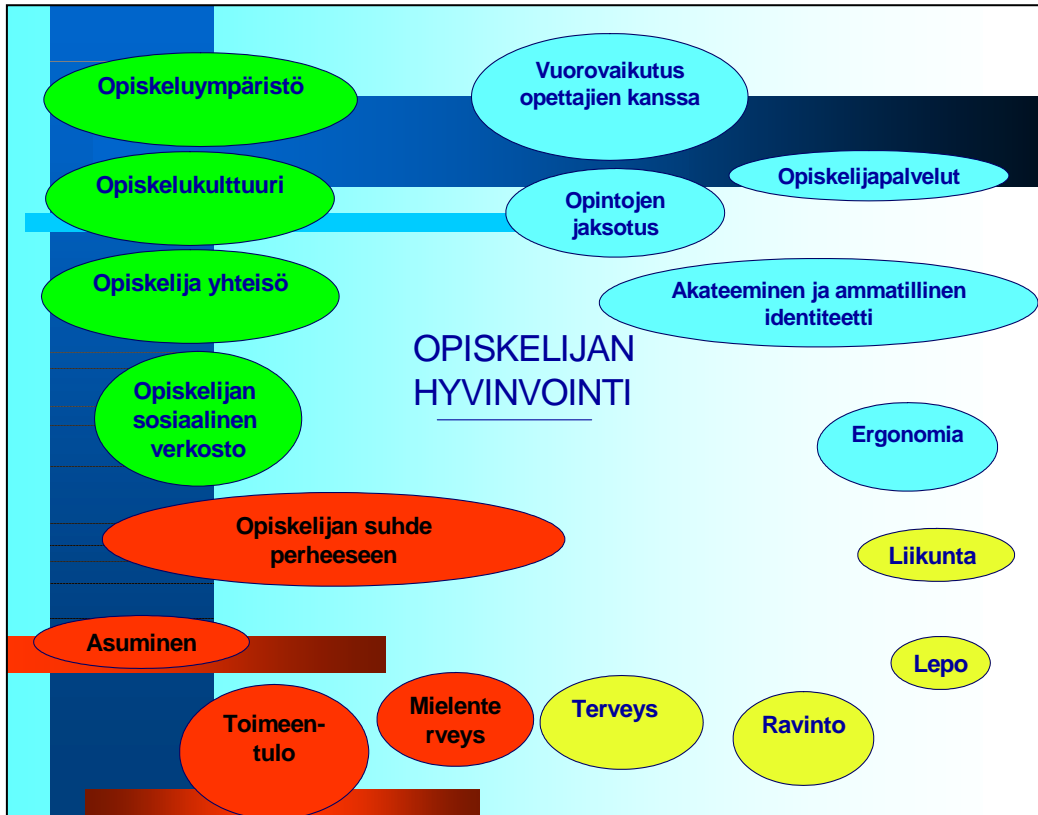 Opiskeluympäristö
Vuorovaikutus
opettajien kanssa
Opiskelukulttuuri
Opintojen
jaksotus
Opiskelijapalvelut
Opiskelija yhteisö
Akateeminen ja ammatillinen
identiteetti
OPISKELIJAN
HYVINVOINTI
Opiskelijan
sosiaalinen
verkosto
Ergonomia
Opiskelijan suhde
perheeseen
Liikunta
Asuminen
Lepo
Toimeen-
tulo
Mielente
rveys
Terveys
Ravinto